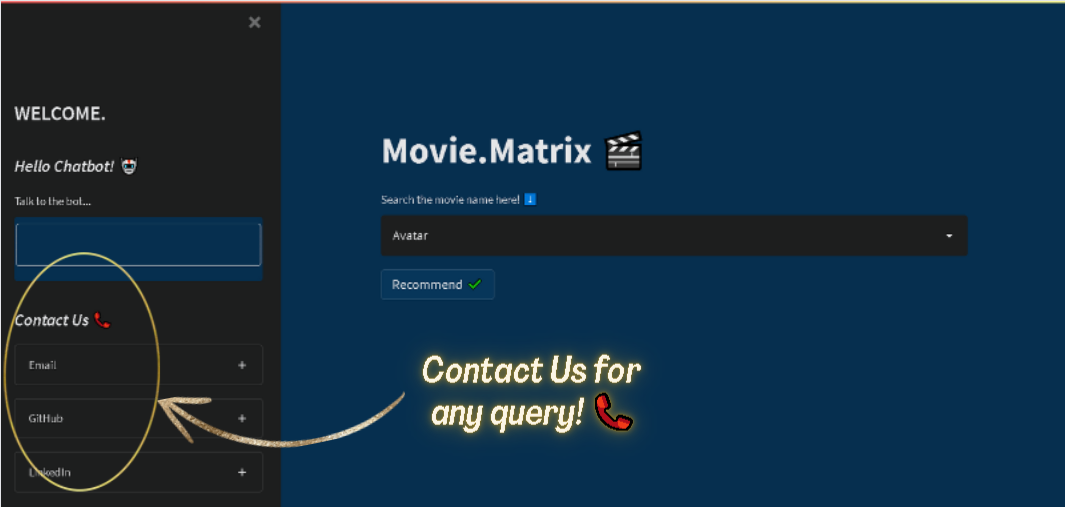 WELCOME.
Hello Chatbot!
Talk to the bot...
Contact Us
Email
GitHub
LinkedIn
Movie.Matrix
Search the movie name here!
Avatar
Recommend
Contact Us for
any query!